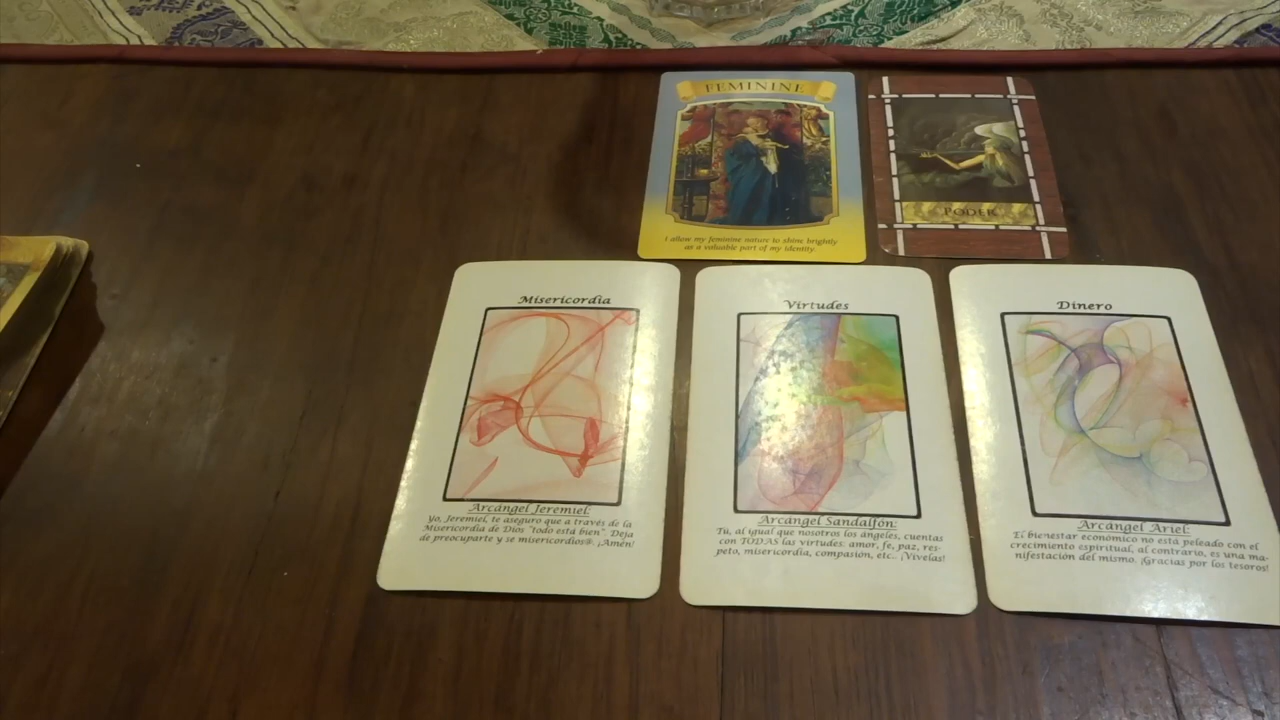 FEMININE
I allow my feminine nature to shine brightly
as a valuable part of my identity.
PODER
Misericordia
Arcángel Jeremiel:
Yo, Jeremiel, te aseguro que a través de la
Misericordia de Dios "todo está bien". Deja
de preocuparte y se misericordios@. ¡Amén!
Virtudes
Arcángel Sandalfón:
Tú, al igual que nosotros los ángeles, cuentas
con TODAS las virtudes: amor, fe, paz, res-
peto, misericordia, compasión, etc. ¡Vívelas!
Dinero
Arcángel Ariel:
El bienestar económico no está peleado con el
crecimiento espiritual, al contrario, es una ma-
nifestación del mismo. ¡Gracias por los tesoros!